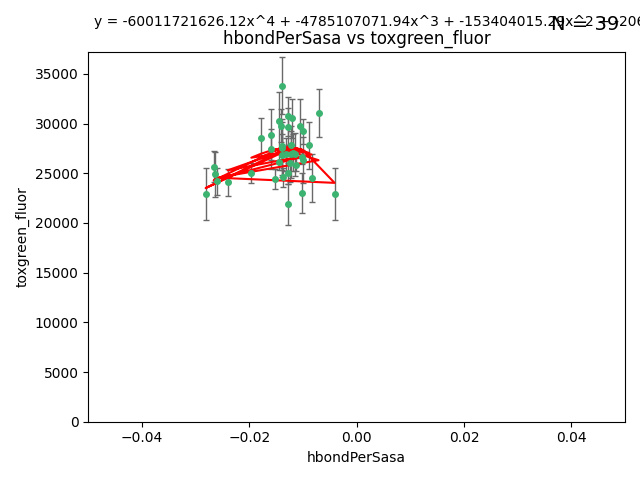 y = -60011721626.12x^4 + -4785107071.94x^3 + -153404015.
N = 39
hbondPerSasa vs toxgreen_fluor
35000
30000
25000
20000
15000
10000
5000
0
toxgreen_fluor
−0.04 −0.02 0.00 0.02 0.04
hbondPerSasa